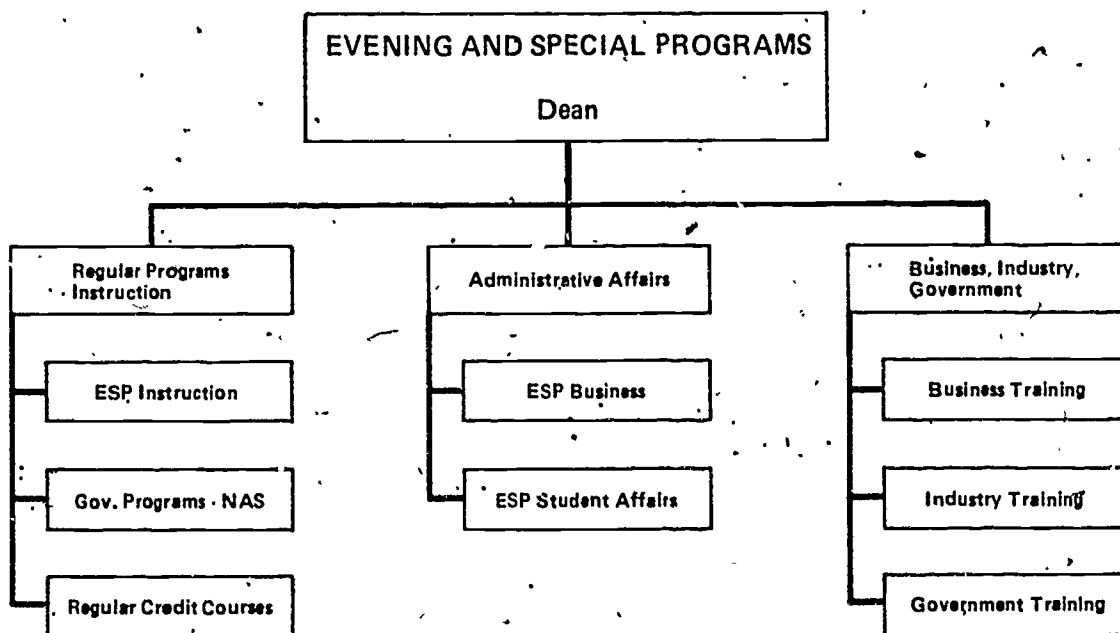 EVENING AND SPECIAL PROGRAMS
Dean
Regular Programs
Instruction
ESP Instruction
Gov. Programs - NAS
Regular Credit Courses
Administrative Affairs
ESP Business
ESP Student Affairs
Business, Industry,
Government
Business Training
Industry Training
Government Training